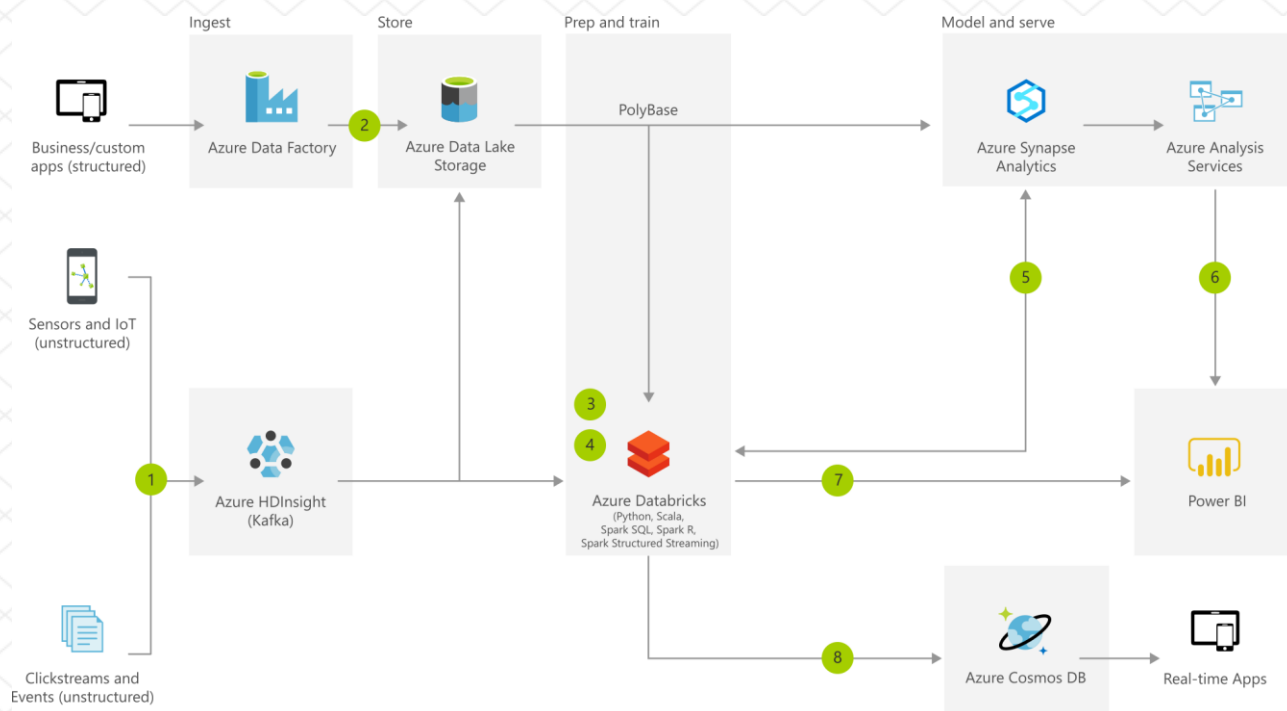 Ingest
Store
Prep and train
Model and serve
PolyBase
2
Business/custom
apps (structured)
Azure Data Factory
Azure Data Lake
Storage
Azure Synapse
Analytics
Azure Analysis
Services
5
6
Sensors and IoT
(unstructured)
3
4
1
7
Azure HDInsight
(Kafka)
Azure Databricks
(Python, Scala,
Spark SQL, Spark R,
Spark Structured Streaming)
Power BI
8
Clickstreams and
Events (unstructured)
Azure Cosmos DB
Real-time Apps